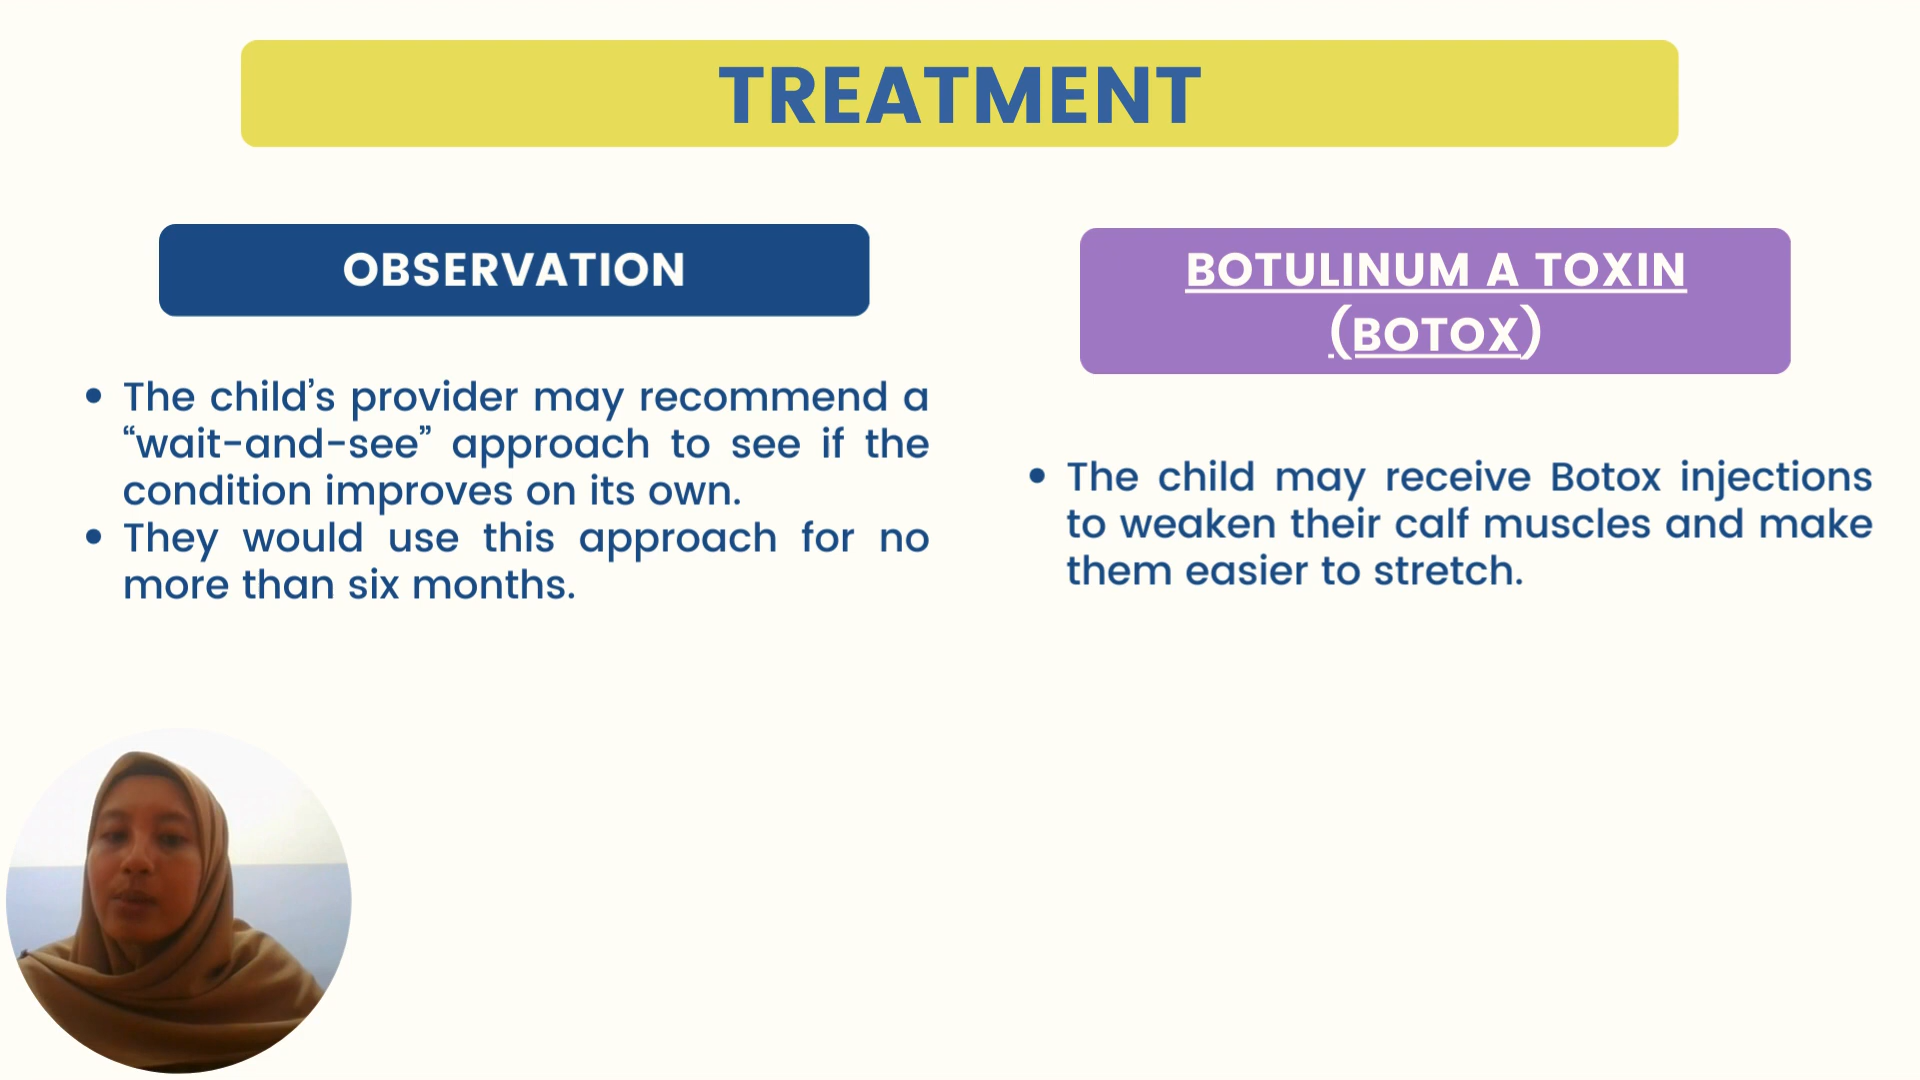 TREATMENT
OBSERVATION
• The child’s provider may recommend a
“wait-and-see” approach to see if the
condition improves on its own.
• They would use this approach for no
more than six months.
BOTULINUM A TOXIN
(BOTOX)
• The child may receive Botox injections
to weaken their calf muscles and make
them easier to stretch.